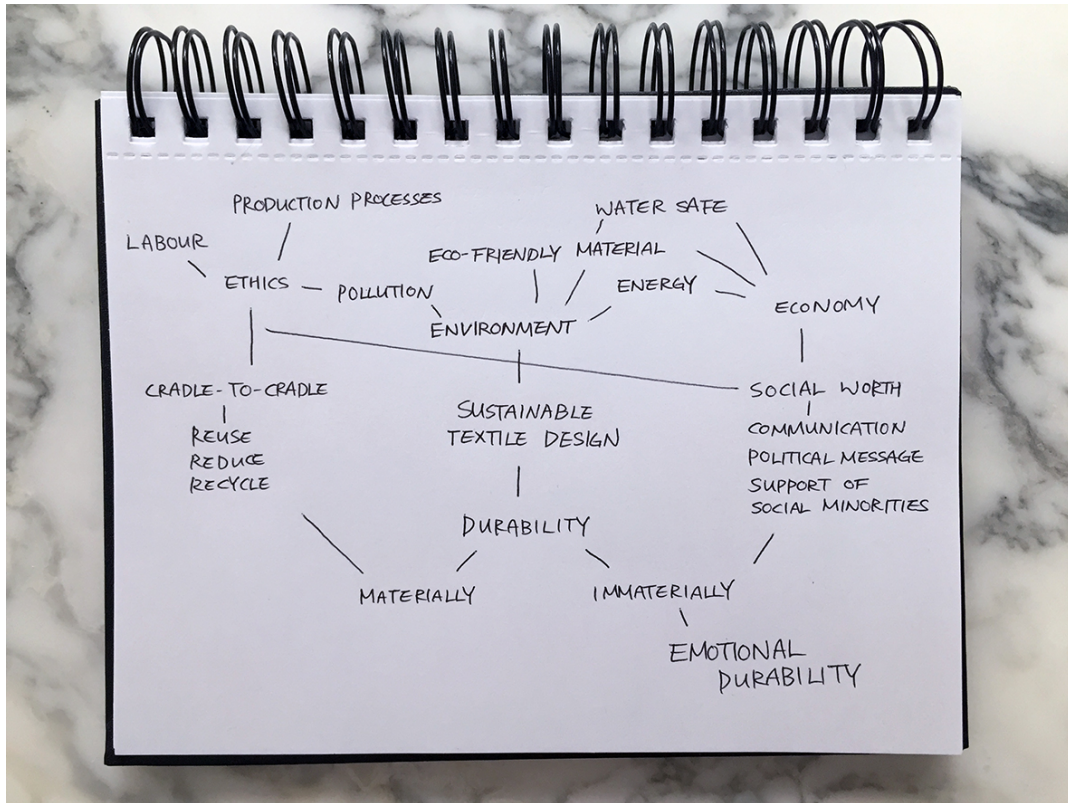 PRODUCTION PROCESSES
WATER SAFE
LABOUR
ECO-FRIENDLY
MATERIAL
ETHICS
POLLUTION
ENERGY
ECONOMY
ENVIRONMENT
CRADLE-TO-CRADLE
SOCIAL WORTH
SUSTAINABLE
TEXTILE DESIGN
REUSE
REDUCE
RECYCLE
COMMUNICATION
POLITICAL MESSAGE
SUPPORT OF
SOCIAL MINORITIES
DURABILITY
MATERIALLY
IMMATERIALLY
EMOTIONAL
DURABILITY